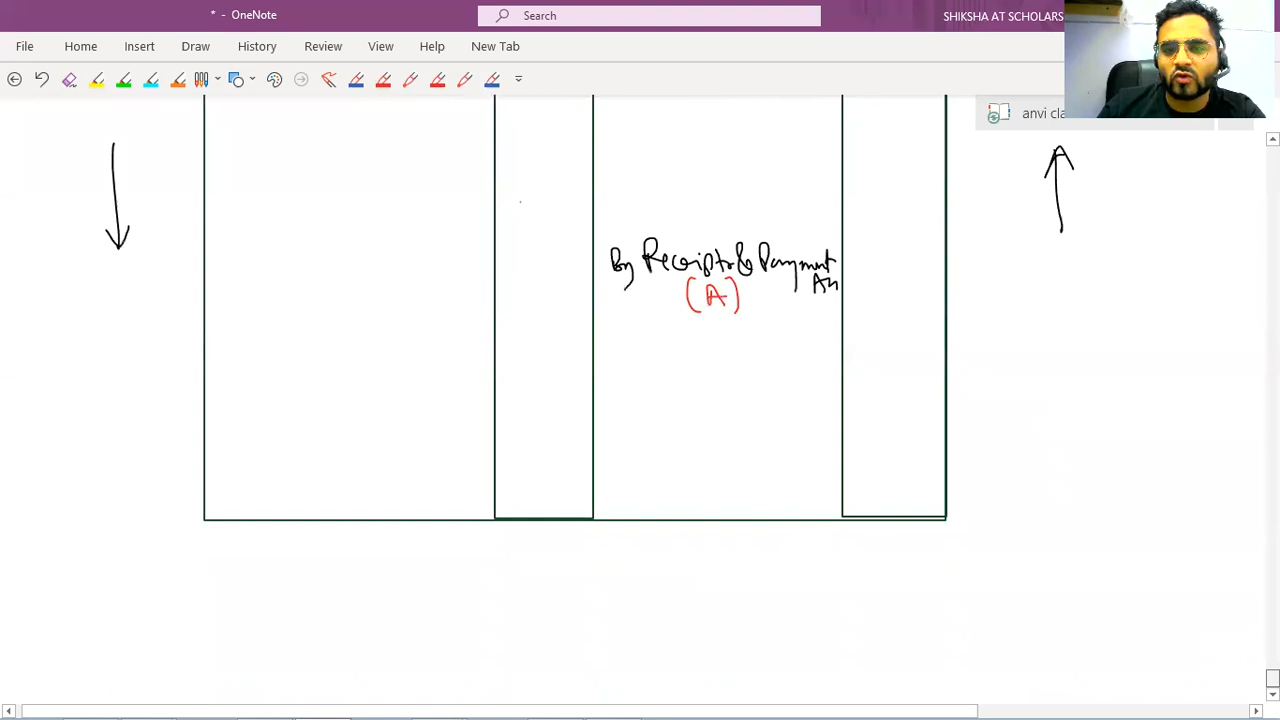 * - OneNote
Search
SHIKSHA AT SCHOLARS
File Home Insert Draw History Review View Help New Tab
anvi cla
By Receipts & Payment
A/c
(A)